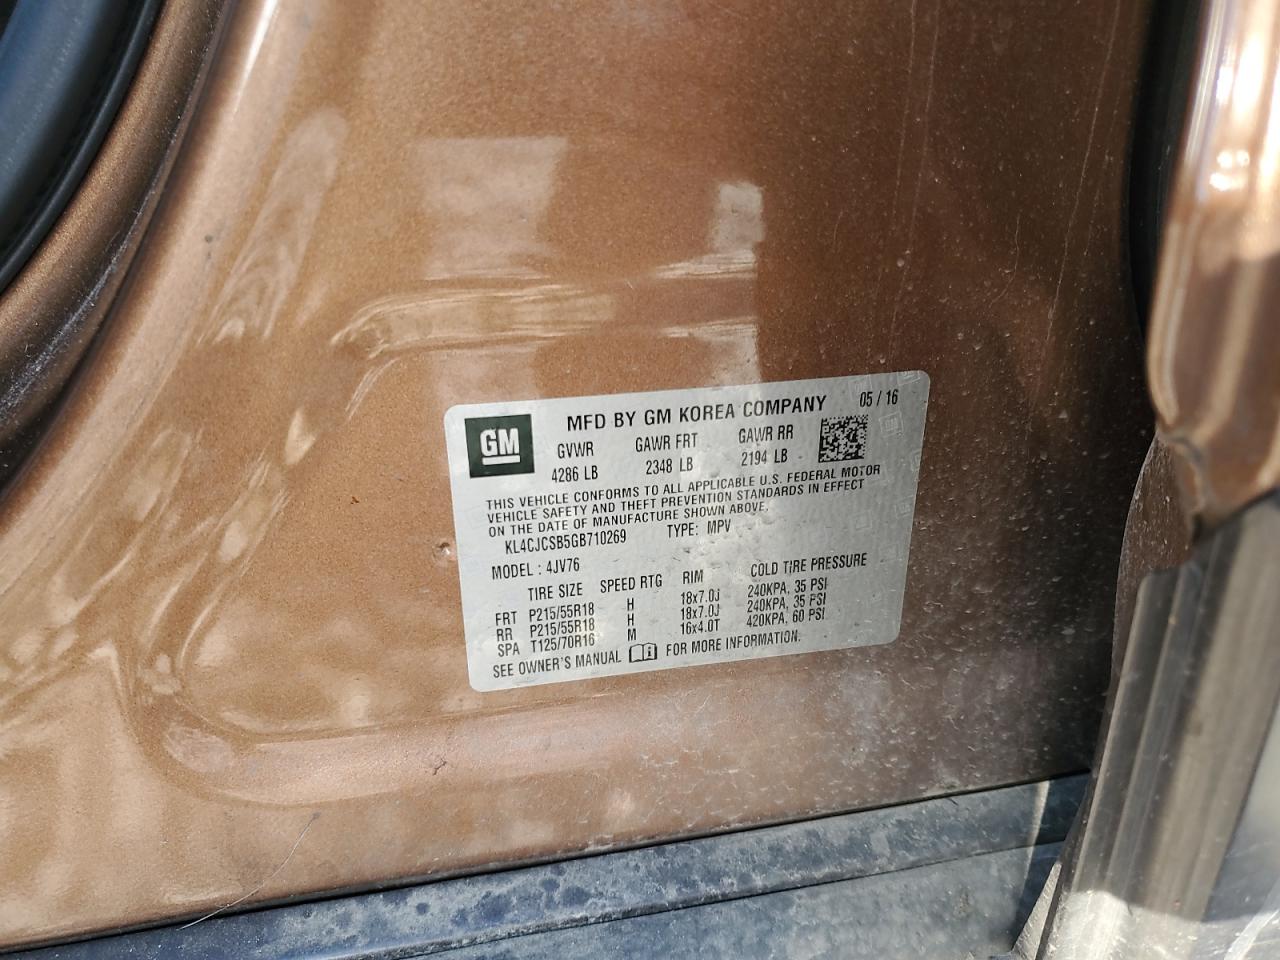 GM
MFD BY GM KOREA COMPANY 05 / 16
GVWR GAWR FRT GAWR RR
4286 LB 2348 LB 2194 LB
THIS VEHICLE CONFORMS TO ALL APPLICABLE U.S. FEDERAL MOTOR
VEHICLE SAFETY AND THEFT PREVENTION STANDARDS IN EFFECT
ON THE DATE OF MANUFACTURE SHOWN ABOVE.
KL4CJCSB5GB710269 TYPE: MPV
MODEL : 4JV76
TIRE SIZE SPEED RTG RIM COLD TIRE PRESSURE
FRT P215/55R18 H 18x7.0J 240KPA, 35 PSI
RR P215/55R18 H 18x7.0J 240KPA, 35 PSI
SPA T125/70R16 M 16x4.0T 420KPA, 60 PSI
SEE OWNER'S MANUAL FOR MORE INFORMATION.